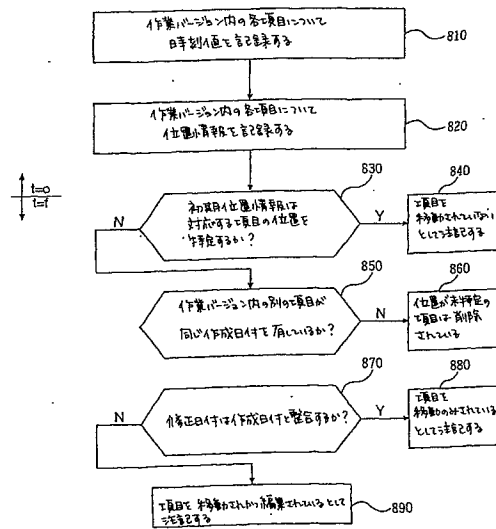 作業バージョン内の各項目について
時刻値を記録する
810
作業バージョン内の各項目について
位置情報を記録する
820
t=0
t=f
830
初期位置情報は
対応する項目の位置を
特定するか?
N
Y
840
項目を
移動されていない
として注記する
850
作業バージョン内の別の項目が
同じ作成日付を有しているか?
N
860
位置が未特定の
項目は削除
されている
870
修正日付は作成日付と整合するか?
N
Y
880
項目を
移動のみされている
として注記する
項目を移動されかつ編集されているとして
注記する
890